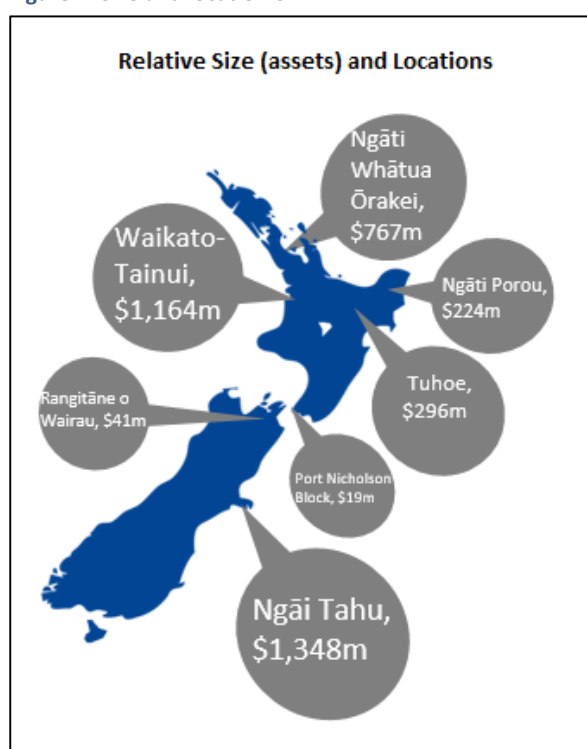 Relative Size (assets) and Locations
Ngāti
Whātua
Ōrakei,
$767m
Waikato-
Tainui,
$1,164m
Ngāti Porou,
$224m
Tuhoe,
$296m
Rangitāne o
Wairau, $41m
Port Nicholson
Block, $19m
Ngāi Tahu,
$1,348m